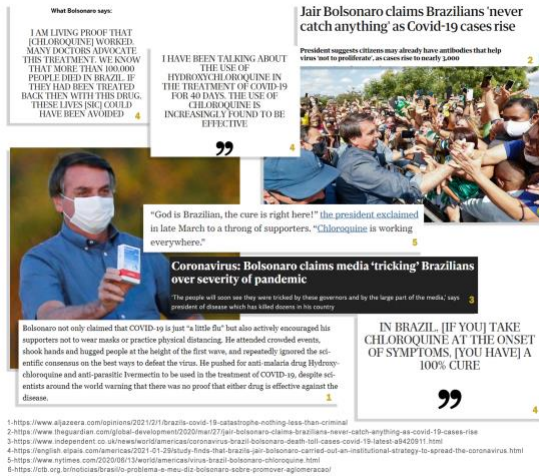 What Bolsonaro says:
I AM LIVING PROOF THAT
[CHLOROQUINE] WORKED.
MANY DOCTORS ADVOCATE
THIS TREATMENT. WE KNOW
THAT MORE THAN 100,000
PEOPLE DIED IN BRAZIL. IF
THEY HAD BEEN TREATED
BACK THEN WITH THIS DRUG,
THESE LIVES [SIC] COULD
HAVE BEEN AVOIDED 4
I HAVE BEEN TALKING ABOUT
THE USE OF
HYDROXYCHLOROQUINE IN
THE TREATMENT OF COVID-19
FOR 40 DAYS. THE USE OF
CHLOROQUINE IS
INCREASINGLY FOUND TO BE
EFFECTIVE
” 4
Jair Bolsonaro claims Brazilians 'never
catch anything' as Covid-19 cases rise
President suggests citizens may already have antibodies that help
virus 'not to proliferate', as cases rise to nearly 3,000
2
“God is Brazilian, the cure is right here!” the president exclaimed
in late March to a throng of supporters. “Chloroquine is working
everywhere.” 5
Coronavirus: Bolsonaro claims media ‘tricking’ Brazilians
over severity of pandemic
'The people will soon see they were tricked by these governors and by the large part of the media,' says
president of disease which has killed dozens in his country 3
Bolsonaro not only claimed that COVID-19 is just “a little flu” but also actively encouraged his
supporters not to wear masks or practice physical distancing. He attended crowded events,
shook hands and hugged people at the height of the first wave, and repeatedly ignored the sci-
entific consensus on the best ways to defeat the virus. He pushed for anti-malaria drug Hydroxy-
chloroquine and anti-parasitic Ivermectin to be used in the treatment of COVID-19, despite sci-
entists around the world warning that there was no proof that either drug is effective against the
disease. 1
IN BRAZIL, [IF YOU] TAKE
CHLOROQUINE AT THE ONSET
OF SYMPTOMS, [YOU HAVE] A
100% CURE
” 4
1-https://www.aljazeera.com/opinions/2021/2/1/brazils-covid-19-catastrophe-nothing-less-than-criminal
2-https://www.theguardian.com/global-development/2020/mar/27/jair-bolsonaro-claims-brazilians-never-catch-anything-as-covid-19-cases-rise
3-https://www.independent.co.uk/news/world/americas/coronavirus-brazil-bolsonaro-death-toll-cases-covid-19-latest-a9420911.html
4-https://english.elpais.com/americas/2021-01-29/study-finds-that-brazils-jair-bolsonaro-carried-out-an-institutional-strategy-to-spread-the-coronavirus.html
5-https://www.nytimes.com/2020/06/13/world/americas/virus-brazil-bolsonaro-chloroquine.html
6-https://ctb.org.br/noticias/brasil/o-problema-e-meu-diz-bolsonaro-sobre-promover-aglomeracao/